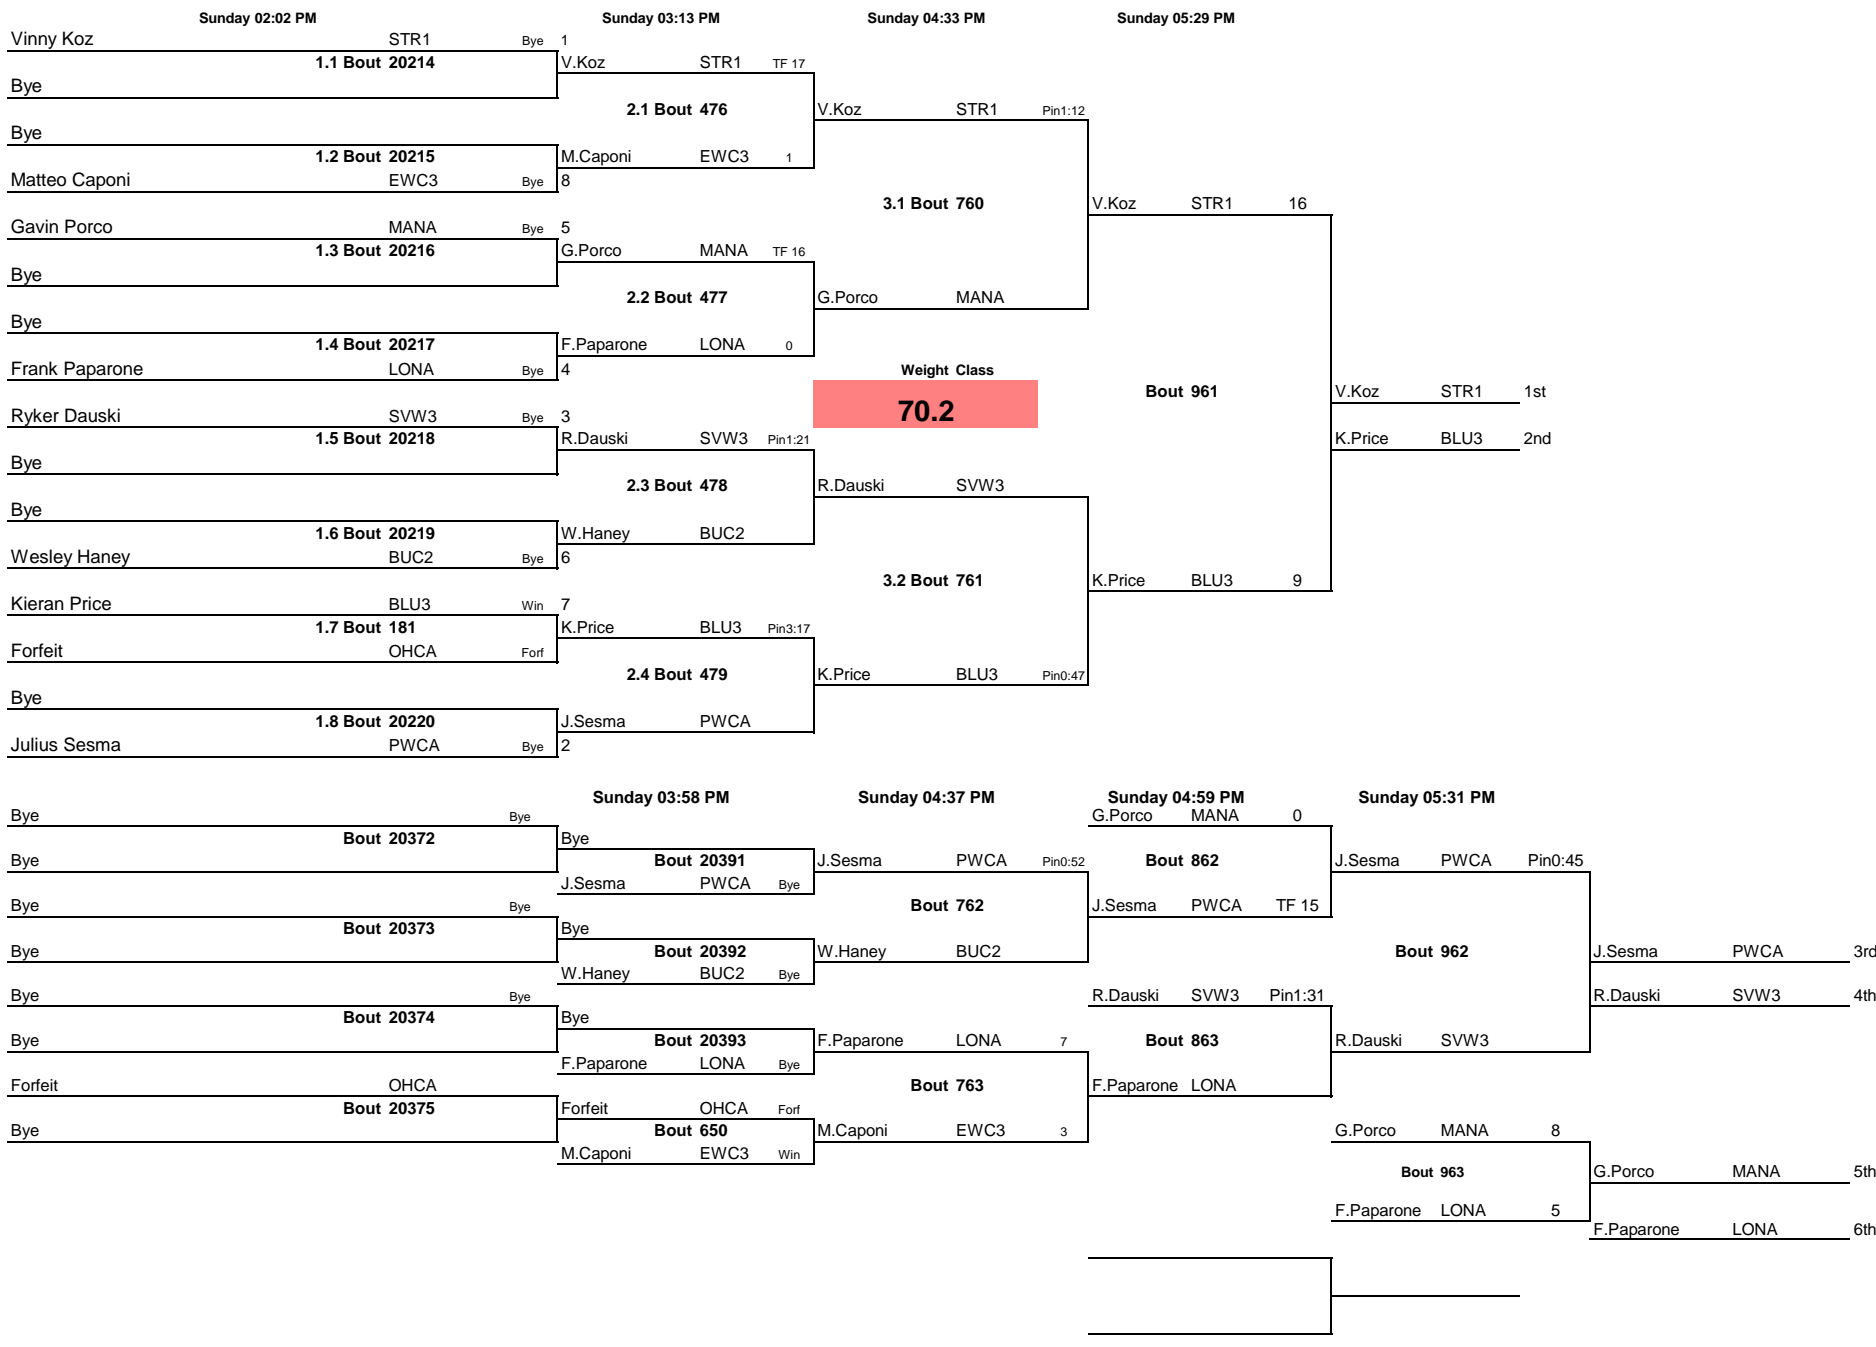 Sunday 02:02 PM Sunday 03:13 PM Sunday 04:33 PM Sunday 05:29 PM
Vinny Koz STR1 Bye 1
1.1 Bout 20214 V.Koz STR1 TF 17
Bye
2.1 Bout 476 V.Koz STR1 Pin1:12
Bye
1.2 Bout 20215 M.Caponi EWC3 1
Matteo Caponi EWC3 Bye 8
3.1 Bout 760 V.Koz STR1 16
Gavin Porco MANA Bye 5
1.3 Bout 20216 G.Porco MANA TF 16
Bye
2.2 Bout 477 G.Porco MANA
Bye
1.4 Bout 20217 F.Paparone LONA 0
Frank Paparone LONA Bye 4 Weight Class
Bout 961 V.Koz STR1 1st
Ryker Dauski SVW3 Bye 3 70.2
1.5 Bout 20218 R.Dauski SVW3 Pin1:21 K.Price BLU3 2nd
Bye
2.3 Bout 478 R.Dauski SVW3
Bye
1.6 Bout 20219 W.Haney BUC2
Wesley Haney BUC2 Bye 6
3.2 Bout 761 K.Price BLU3 9
Kieran Price BLU3 Win 7
1.7 Bout 181 K.Price BLU3 Pin3:17
Forfeit OHCA Forf
2.4 Bout 479 K.Price BLU3 Pin0:47
Bye
1.8 Bout 20220 J.Sesma PWCA
Julius Sesma PWCA Bye 2
Sunday 03:58 PM Sunday 04:37 PM Sunday 04:59 PM Sunday 05:31 PM
Bye Bye G.Porco MANA 0
Bout 20372 Bye
Bye Bout 20391 J.Sesma PWCA Pin0:52 Bout 862 J.Sesma PWCA Pin0:45
J.Sesma PWCA Bye
Bye Bye Bout 762 J.Sesma PWCA TF 15
Bout 20373 Bye
Bye Bout 20392 W.Haney BUC2 Bout 962 J.Sesma PWCA 3rd
W.Haney BUC2 Bye
Bye Bye R.Dauski SVW3 Pin1:31 R.Dauski SVW3 4th
Bout 20374 Bye
Bye Bout 20393 F.Paparone LONA 7 Bout 863 R.Dauski SVW3
F.Paparone LONA Bye
Forfeit OHCA Bout 763 F.Paparone LONA
Bout 20375 Forfeit OHCA Forf
Bye Bout 650 M.Caponi EWC3 3 G.Porco MANA 8
M.Caponi EWC3 Win
Bout 963 G.Porco MANA 5th
F.Paparone LONA 5
F.Paparone LONA 6th